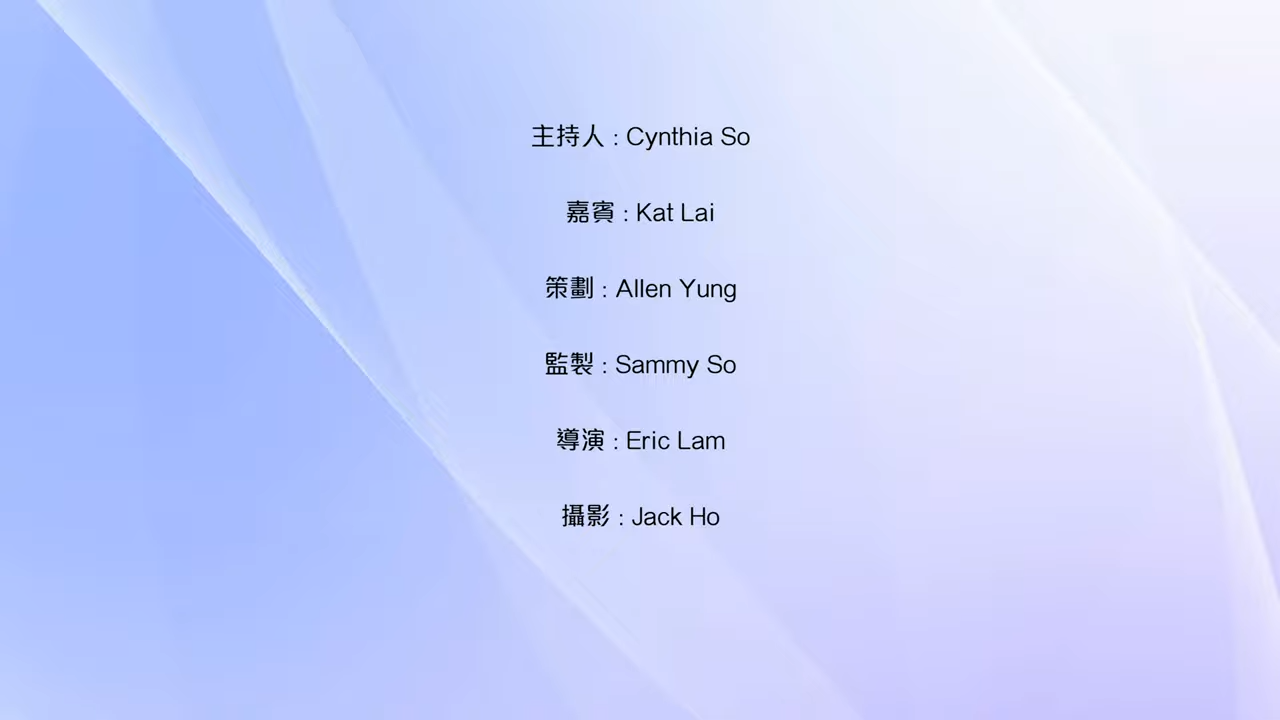 主持人 : Cynthia So
嘉賓 : Kat Lai
策劃 : Allen Yung
監製 : Sammy So
導演 : Eric Lam
攝影 : Jack Ho